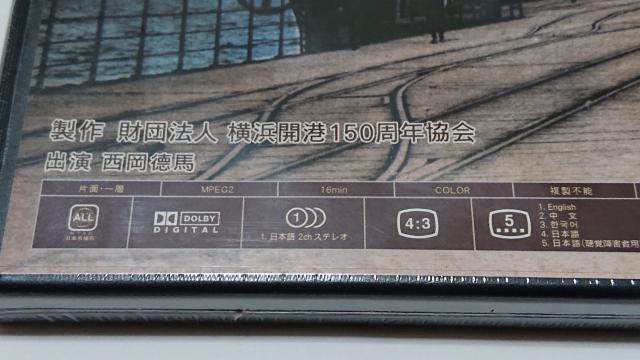 製作 財団法人 横浜開港150周年協会
出演 西岡徳馬
片面・一層 MPEG2 16min COLOR 複製不能
ALL
DOLBY
DIGITAL
1
1. 日本語 2ch ステレオ
4:3
5
1. English
2. 中 文
3. 한국어
4. 日本語
5. 日本語(聴覚障害者用